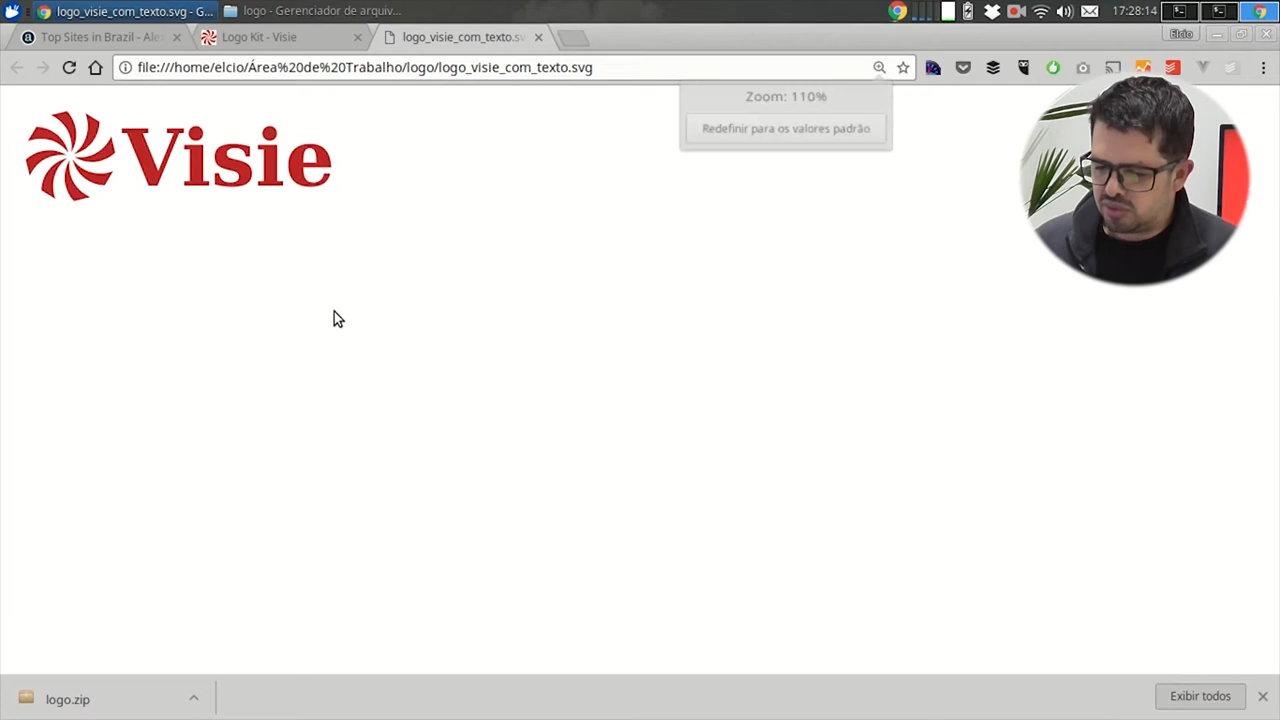 logo_visie_com_texto.svg - G...
logo - Gerenciador de arquiv...
17:28:14
Top Sites in Brazil - Ale
Logo Kit - Visie
logo_visie_com_texto.sv
Elcio
file:///home/elcio/Área%20de%20Trabalho/logo/logo_visie_com_texto.svg
Zoom: 110%
Redefinir para os valores padrão
Visie
logo.zip
Exibir todos